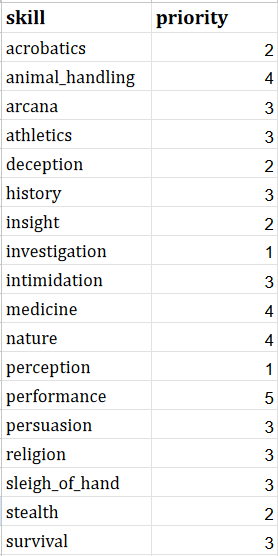 skill priority
acrobatics 2
animal_handling 4
arcana 3
athletics 3
deception 2
history 3
insight 2
investigation 1
intimidation 3
medicine 4
nature 4
perception 1
performance 5
persuasion 3
religion 3
sleigh_of_hand 3
stealth 2
survival 3